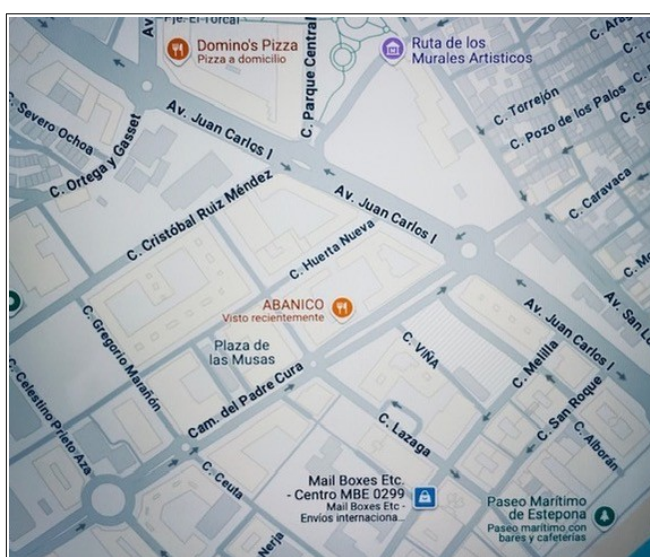 Pje. El-Torcal
Domino's Pizza
Pizza a domicilio
C. Parque Central
Ruta de los
Murales Artisticos
Av. Juan Carlos I
C. Severo Ochoa
C. Ortega y Gasset
C. Torrejón
C. Pozo de los Palos
C. Caravaca
C. Cristóbal Ruiz Méndez
Av. Juan Carlos I
C. Huerta Nueva
ABANICO
Visto recientemente
C. Gregorio Marañón
Plaza de
las Musas
C. VIÑA
Av. Juan Carlos I
C. Celestino Prieto Aza
Cam. del Padre Cura
C. Melilla
C. San Roque
C. Lazaga
C. Alborán
C. Ceuta
Mail Boxes Etc.
- Centro MBE 0299
Mail Boxes Etc -
Envíos internaciona...
Paseo Marítimo
de Estepona
Paseo marítimo con
bares y cafeterías
Nerja